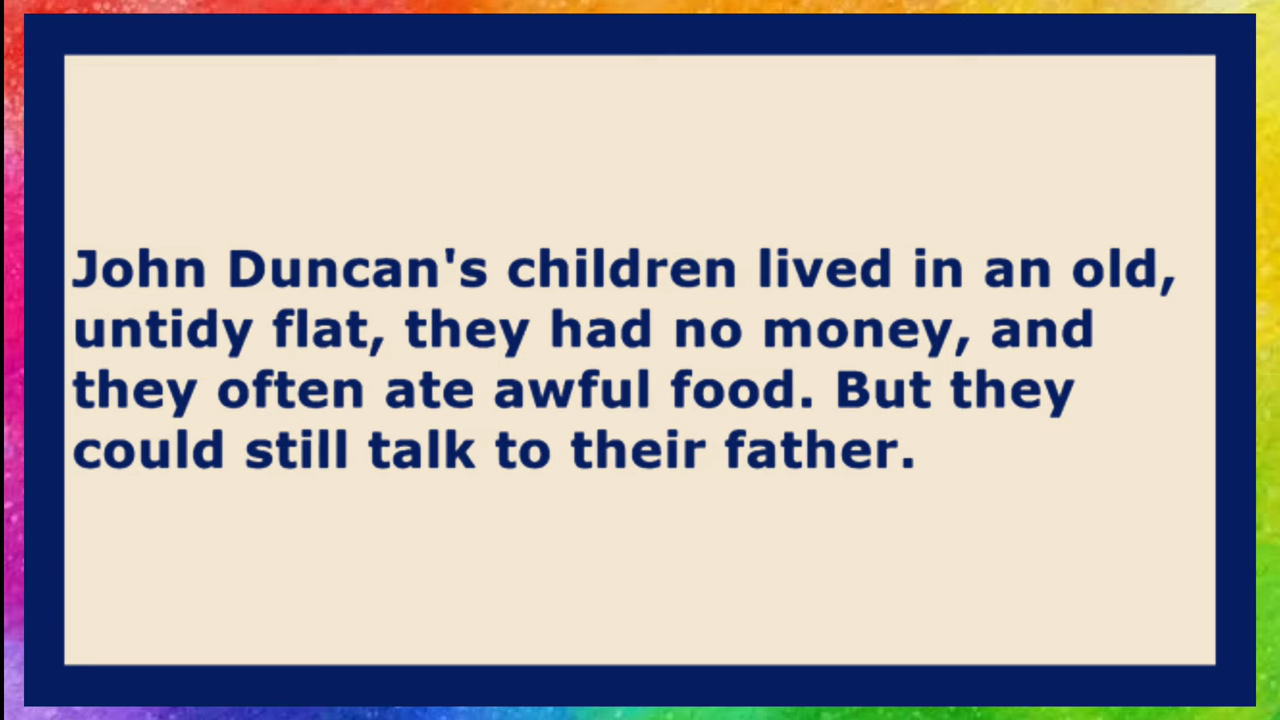 John Duncan's children lived in an old,
untidy flat, they had no money, and
they often ate awful food. But they
could still talk to their father.